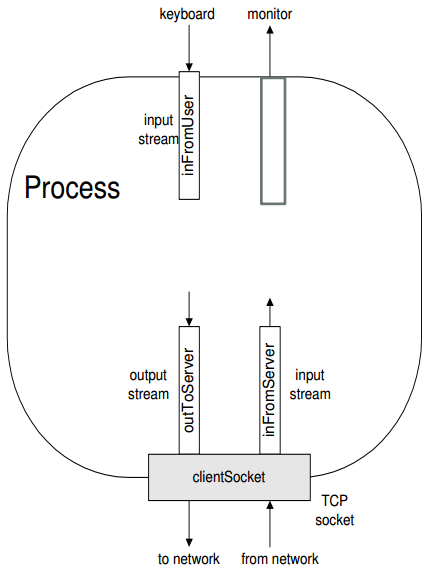 keyboard
monitor
input
stream
inFromUser
Process
output
stream
outToServer
inFromServer
input
stream
clientSocket
TCP
socket
to network
from network